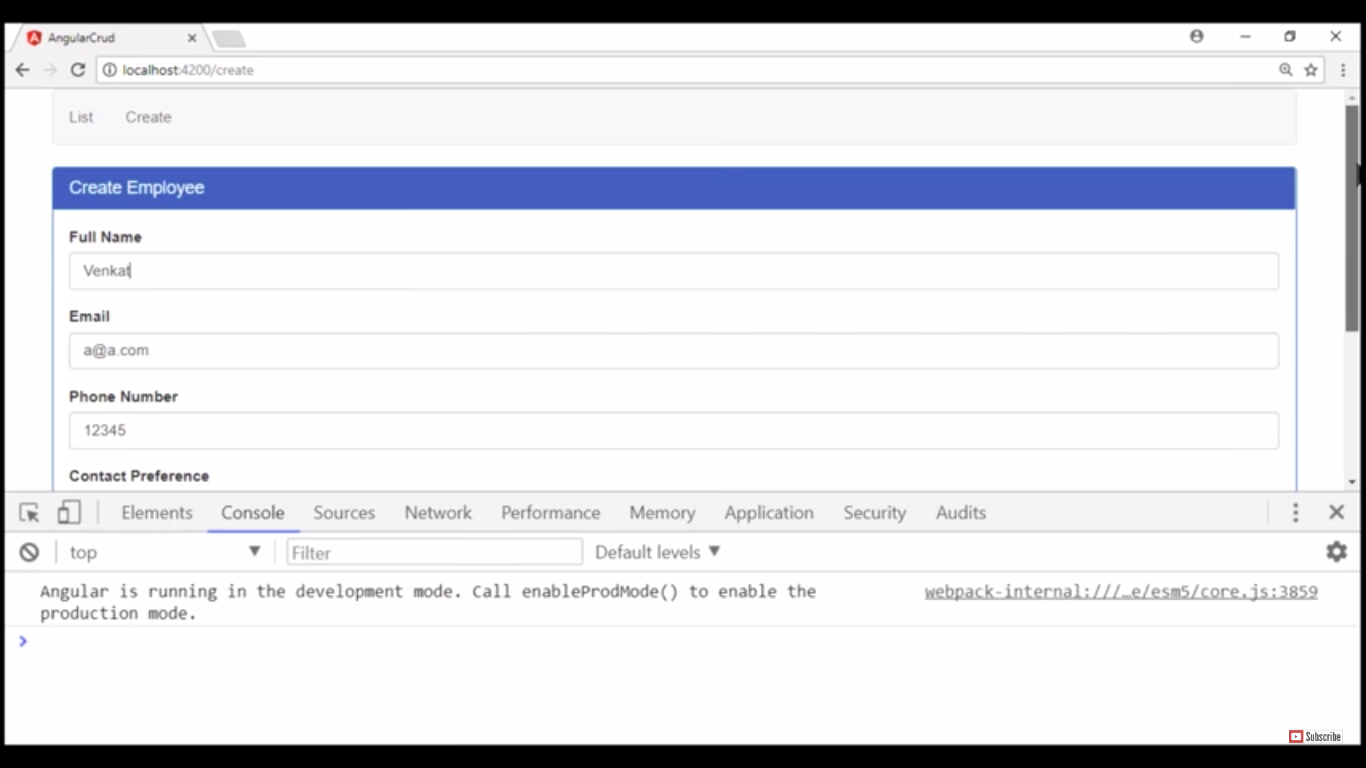 AngularCrud
localhost:4200/create
List Create
Create Employee
Full Name
Venkat
Email
a@a.com
Phone Number
12345
Contact Preference
Elements Console Sources Network Performance Memory Application Security Audits
top Filter Default levels
Angular is running in the development mode. Call enableProdMode() to enable the webpack-internal:///…e/esm5/core.js:3859
production mode.
Subscribe